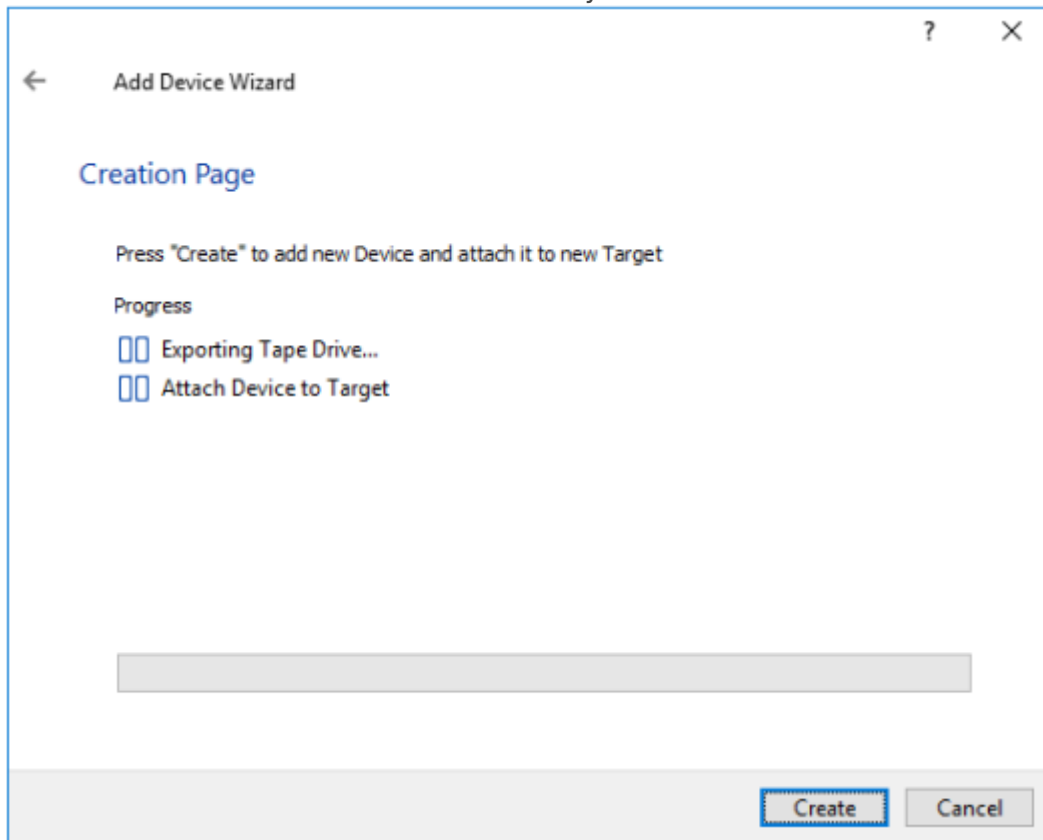 ?
Add Device Wizard
Creation Page
Press "Create" to add new Device and attach it to new Target
Progress
Exporting Tape Drive...
Attach Device to Target
Create Cancel